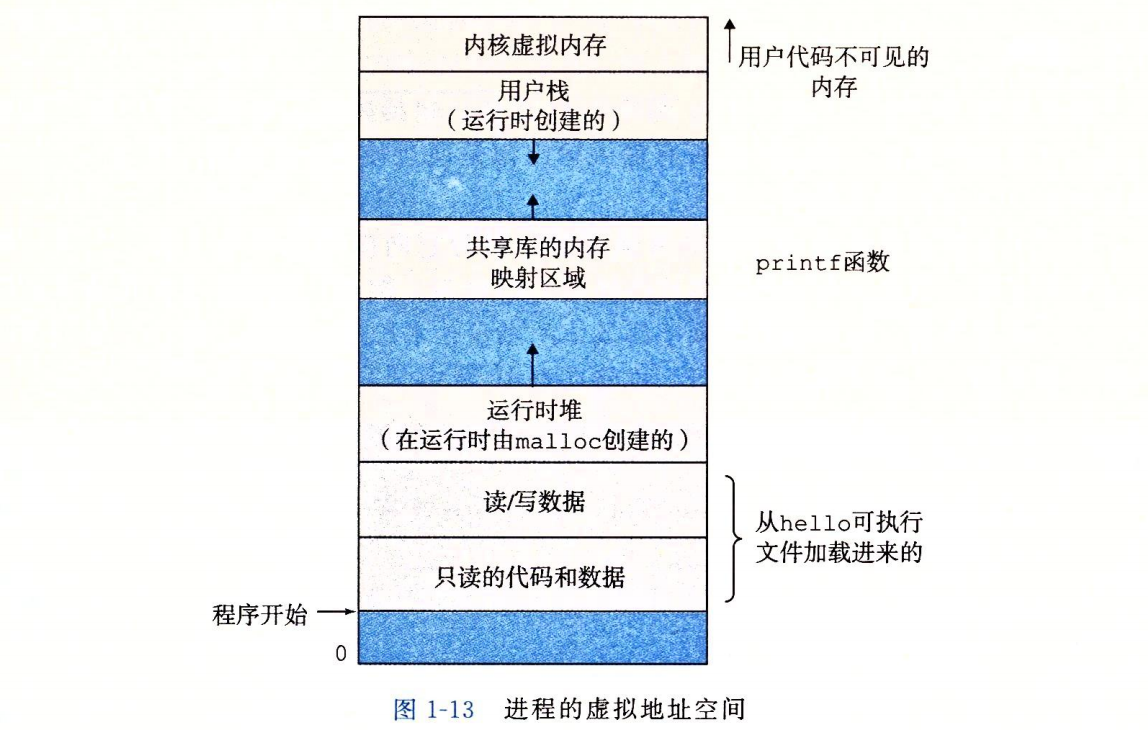 内核虚拟内存
用户代码不可见的
内存
用户栈
（运行时创建的）
共享库的内存
映射区域
printf函数
运行时堆
（在运行时由malloc创建的）
读/写数据
从hello可执行
文件加载进来的
只读的代码和数据
程序开始
0
图 1-13 进程的虚拟地址空间